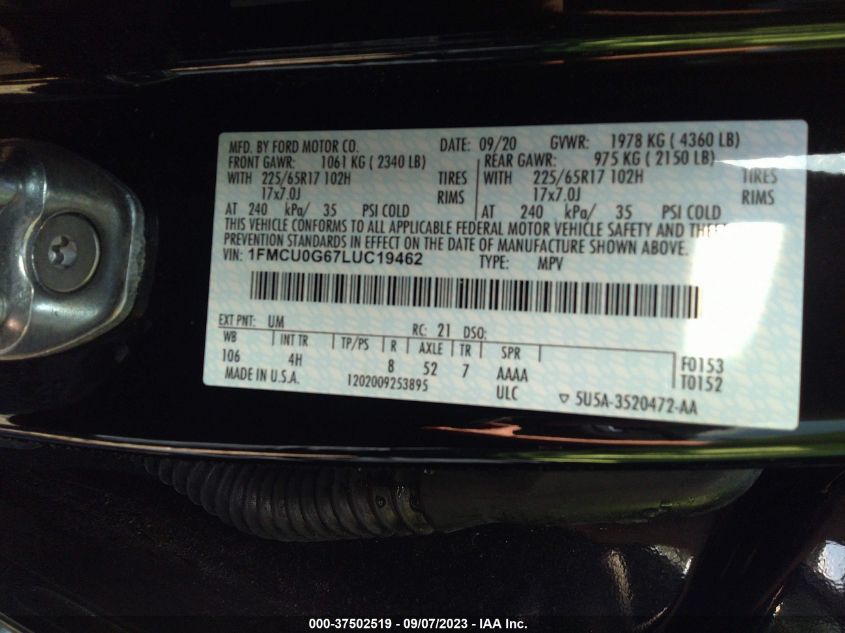 MFD. BY FORD MOTOR CO. DATE: 09/20 GVWR: 1978 KG ( 4360 LB)
FRONT GAWR: 1061 KG ( 2340 LB) REAR GAWR: 975 KG ( 2150 LB)
WITH 225/65R17 102H TIRES WITH 225/65R17 102H TIRES
17x7.0J RIMS 17x7.0J RIMS
AT 240 kPa/ 35 PSI COLD AT 240 kPa/ 35 PSI COLD
THIS VEHICLE CONFORMS TO ALL APPLICABLE FEDERAL MOTOR VEHICLE SAFETY AND THEFT
PREVENTION STANDARDS IN EFFECT ON THE DATE OF MANUFACTURE SHOWN ABOVE.
VIN: 1FMCU0G67LUC19462 TYPE: MPV
EXT PNT: UM RC: 21 DSO:
WB INT TR TP/PS R AXLE TR SPR
106 4H 8 52 7 AAAA F0153
MADE IN U.S.A. 1202009253895 ULC T0152
▽ 5U5A-3520472-AA
000-37502519 - 09/07/2023 - IAA Inc.